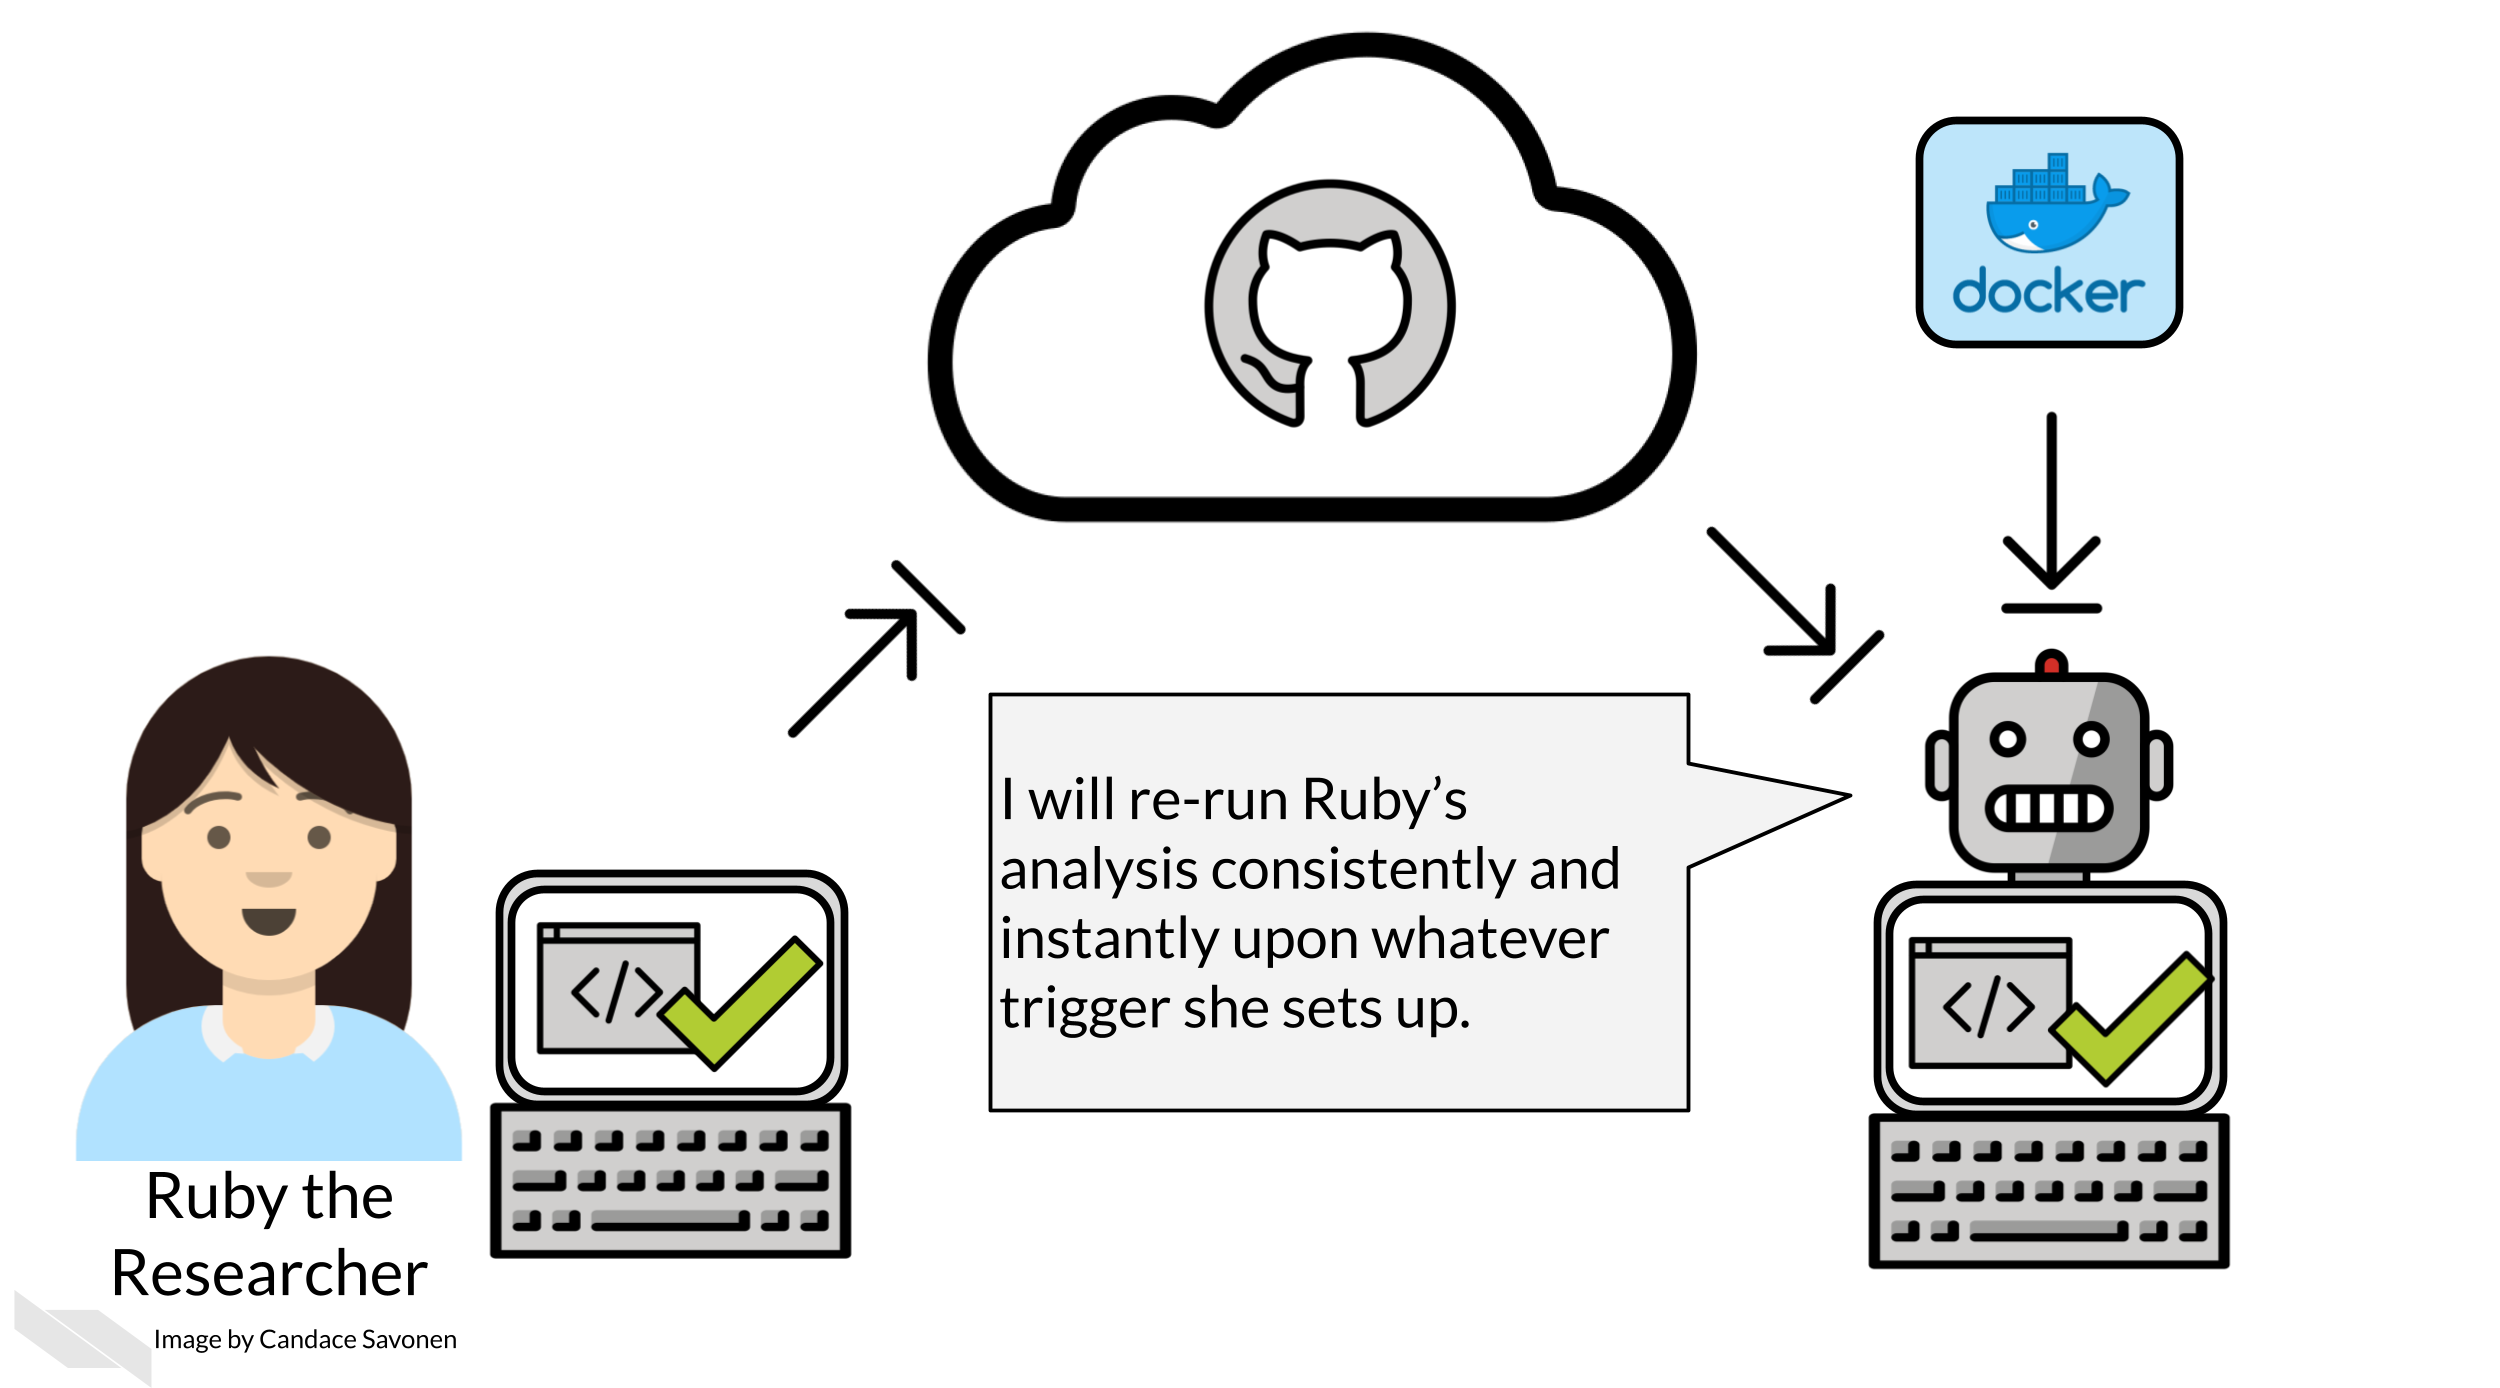 docker
I will re-run Ruby’s
analysis consistently and
instantly upon whatever
trigger she sets up.
Ruby the
Researcher
Image by Candace Savonen